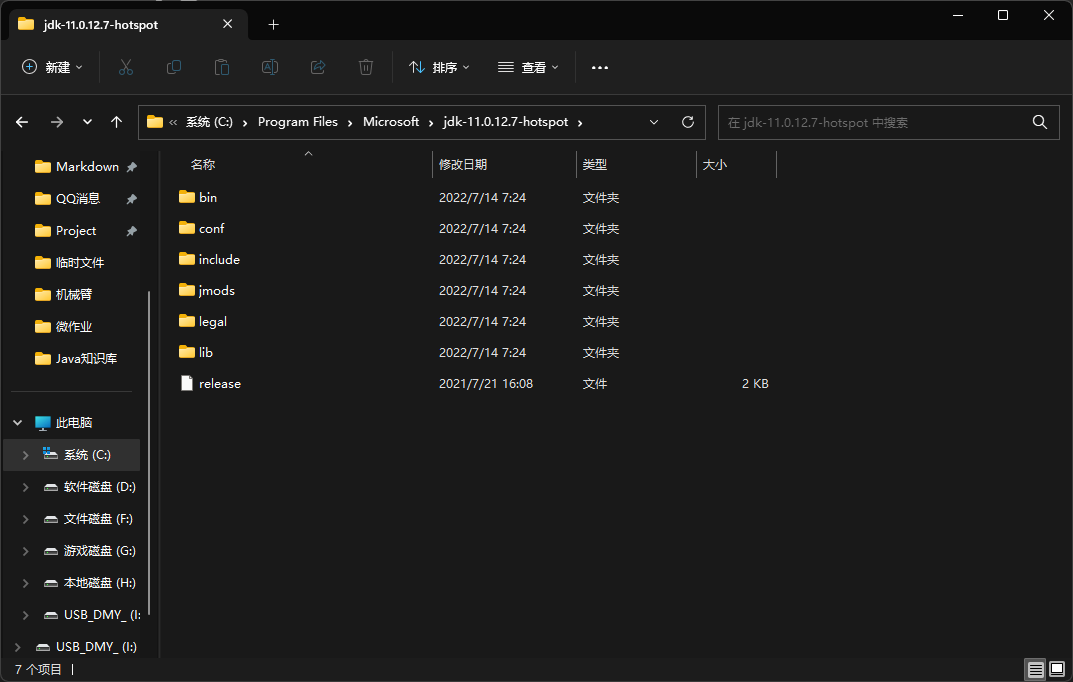 jdk-11.0.12.7-hotspot
新建 排序 查看
« 系统 (C:) › Program Files › Microsoft › jdk-11.0.12.7-hotspot ›
在 jdk-11.0.12.7-hotspot 中搜索
名称 修改日期 类型 大小
Markdown
QQ消息
Project
临时文件
机械臂
微作业
Java知识库
此电脑
系统 (C:)
软件磁盘 (D:)
文件磁盘 (F:)
游戏磁盘 (G:)
本地磁盘 (H:)
USB_DMY_ (I:
USB_DMY_ (I:)
bin 2022/7/14 7:24 文件夹
conf 2022/7/14 7:24 文件夹
include 2022/7/14 7:24 文件夹
jmods 2022/7/14 7:24 文件夹
legal 2022/7/14 7:24 文件夹
lib 2022/7/14 7:24 文件夹
release 2021/7/21 16:08 文件 2 KB
7 个项目